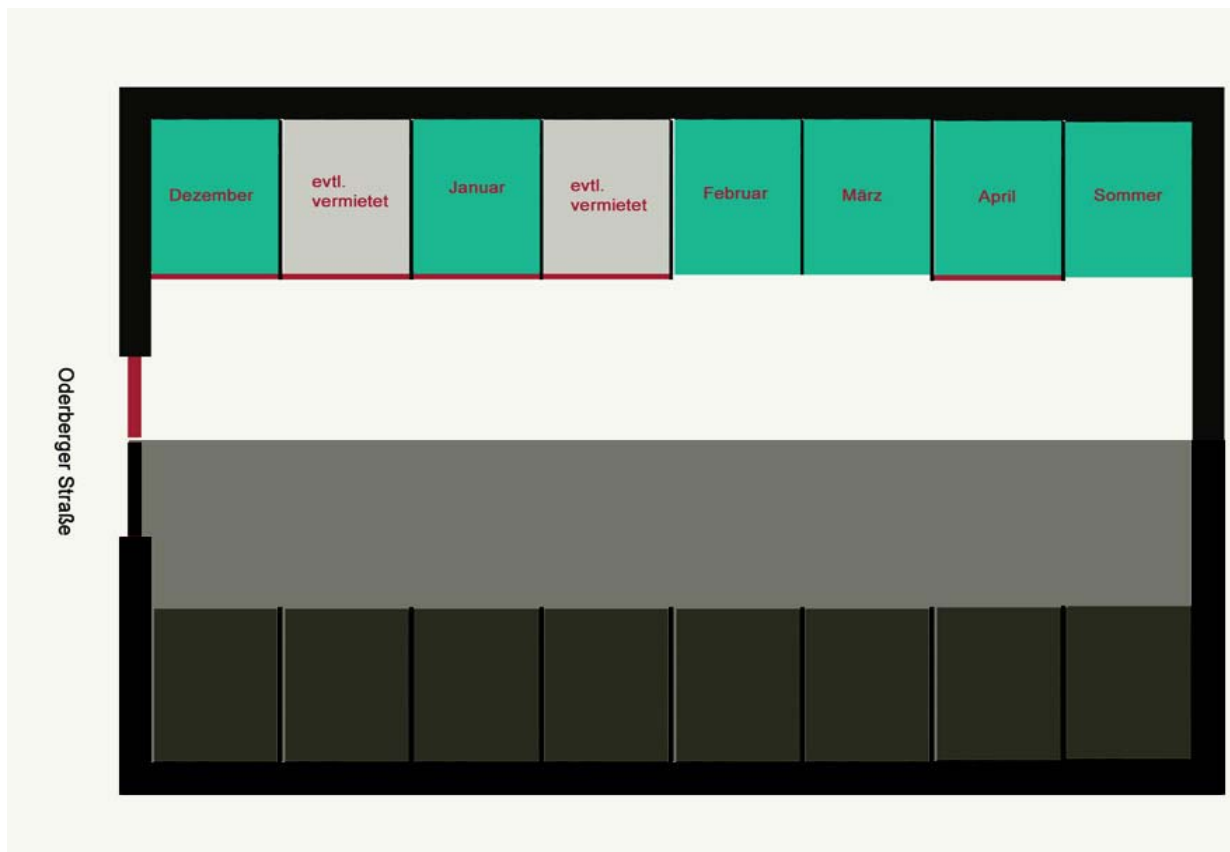 Dezember
evtl.
vermietet
Januar
evtl.
vermietet
Februar
März
April
Sommer
Oderberger Straße